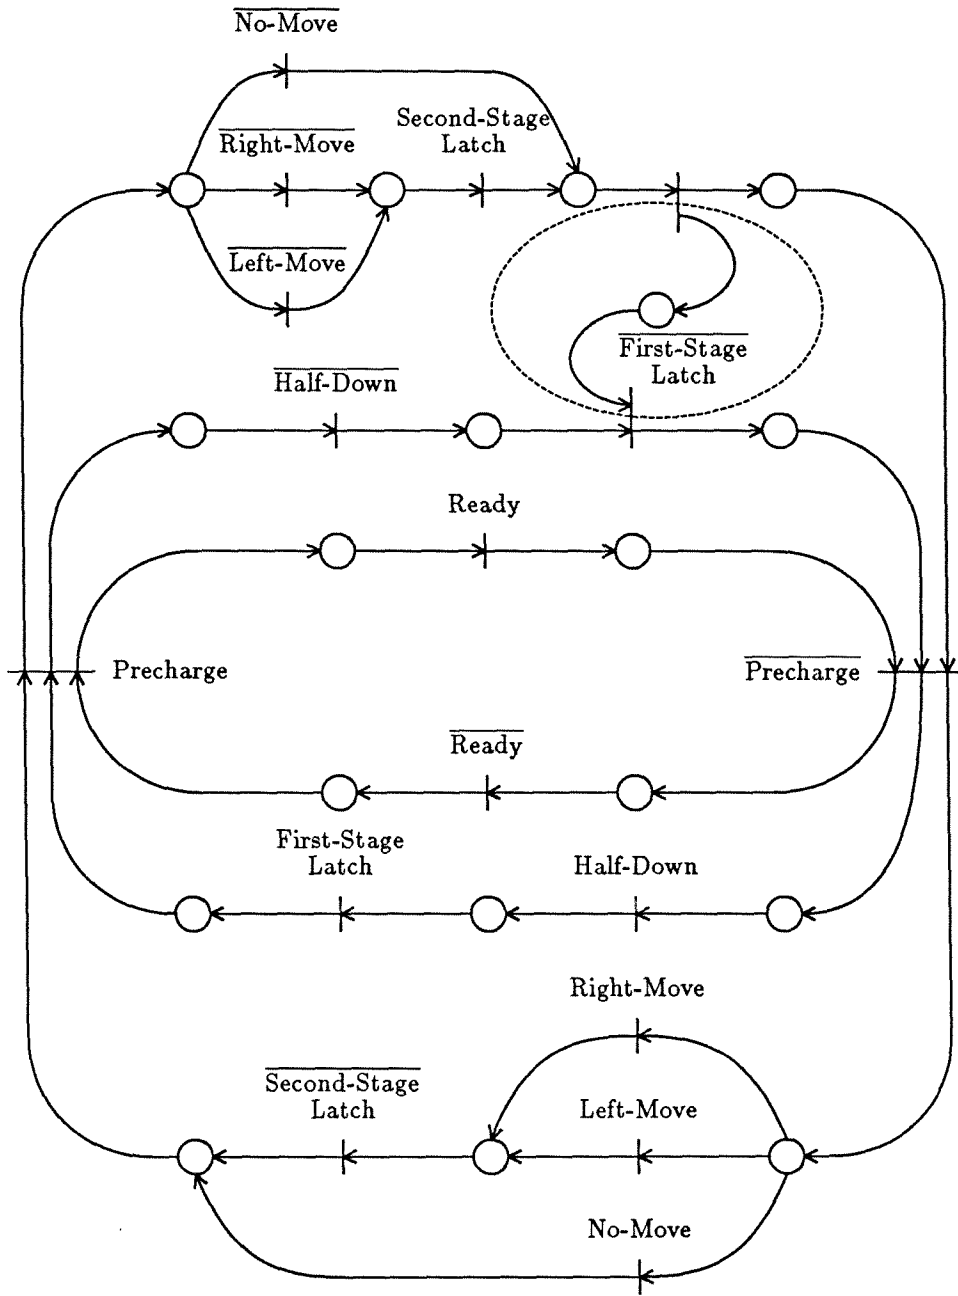 No-Move
Right-Move
Second-Stage
Latch
Left-Move
First-Stage
Latch
Half-Down
Ready
Precharge
Precharge
Ready
First-Stage
Latch
Half-Down
Right-Move
Second-Stage
Latch
Left-Move
No-Move